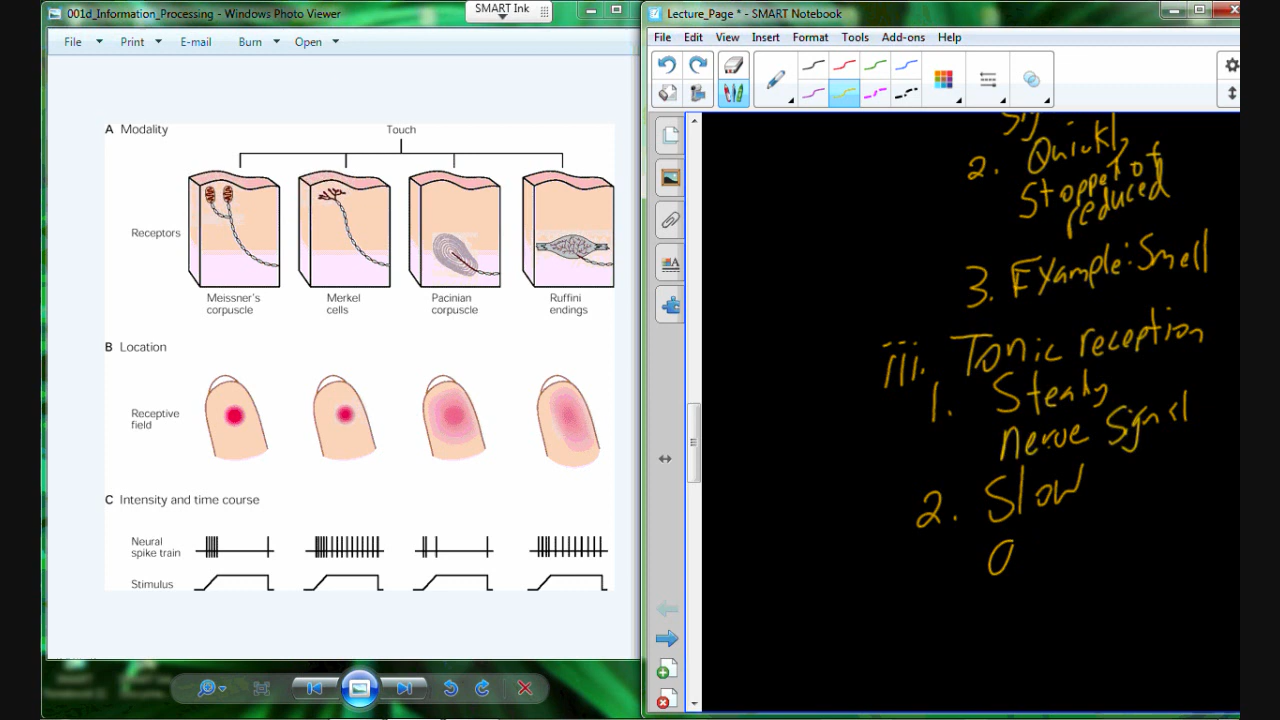 001d_Information_Processing - Windows Photo Viewer
SMART Ink
File Print E-mail Burn Open
A Modality
Touch
Receptors
Meissner's
corpuscle
Merkel
cells
Pacinian
corpuscle
Ruffini
endings
B Location
Receptive
field
C Intensity and time course
Neural
spike train
Stimulus
Lecture_Page * - SMART Notebook
File Edit View Insert Format Tools Add-ons Help
2. Quickly
Stopped or
reduced
3. Example: Smell
iii. Tonic reception
1. Steady
nerve signal
2. Slow